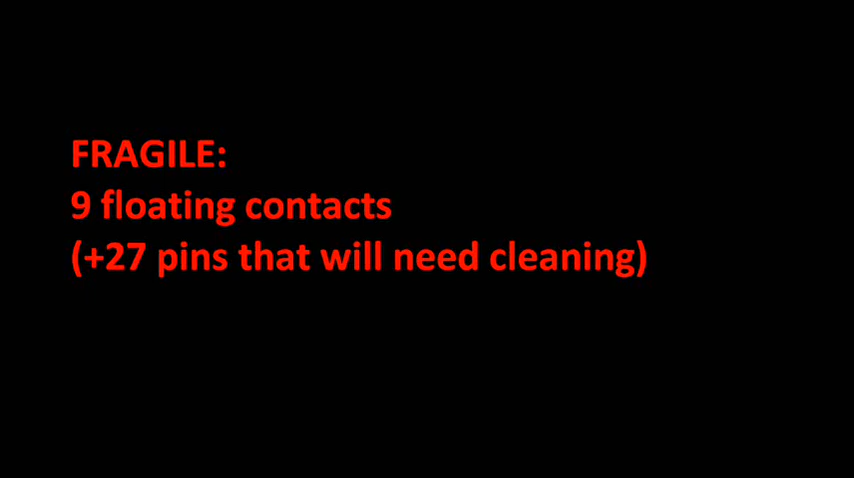 FRAGILE:
9 floating contacts
(+27 pins that will need cleaning)